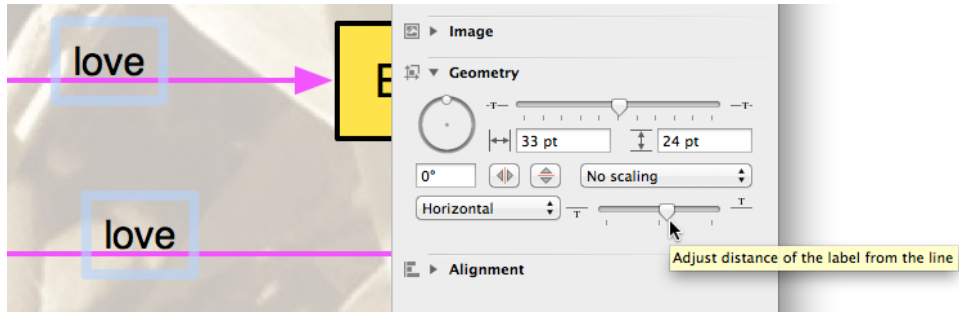 love
E
love
Image
Geometry
-T— —T-
33 pt 24 pt
0° No scaling
Horizontal T T
Adjust distance of the label from the line
Alignment